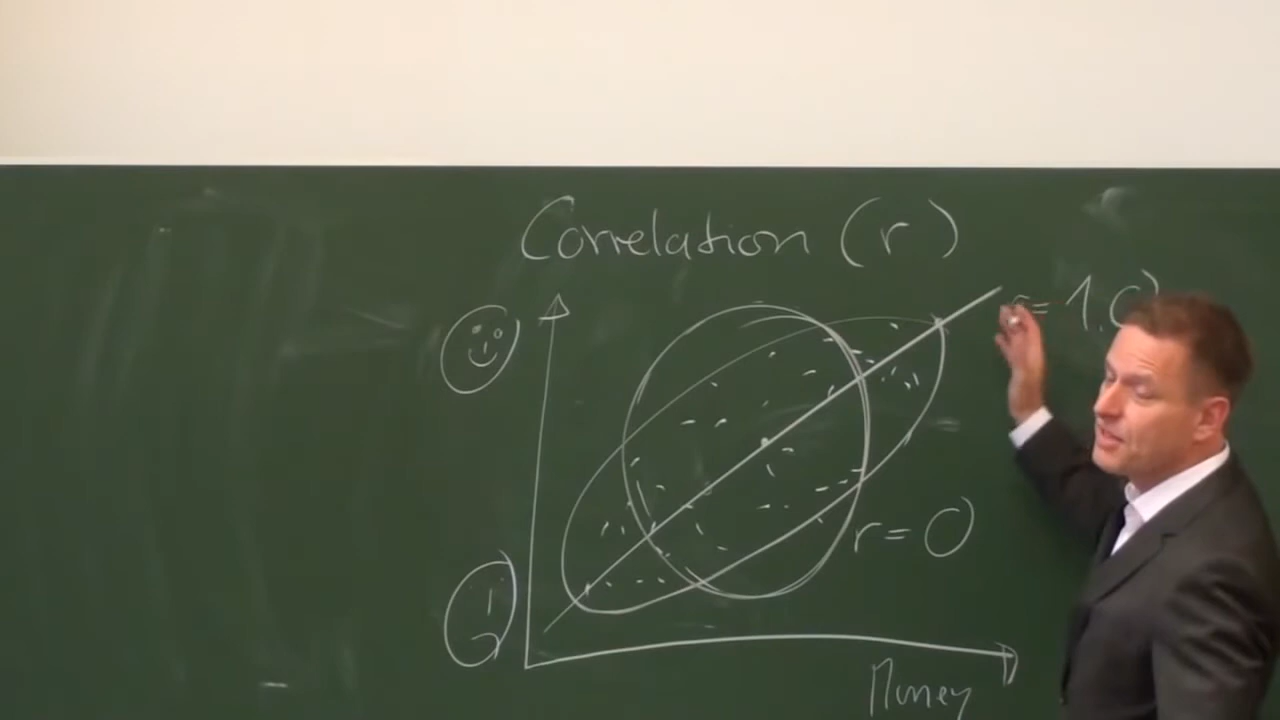 Correlation (r)
r = 1.0
r = 0
Money